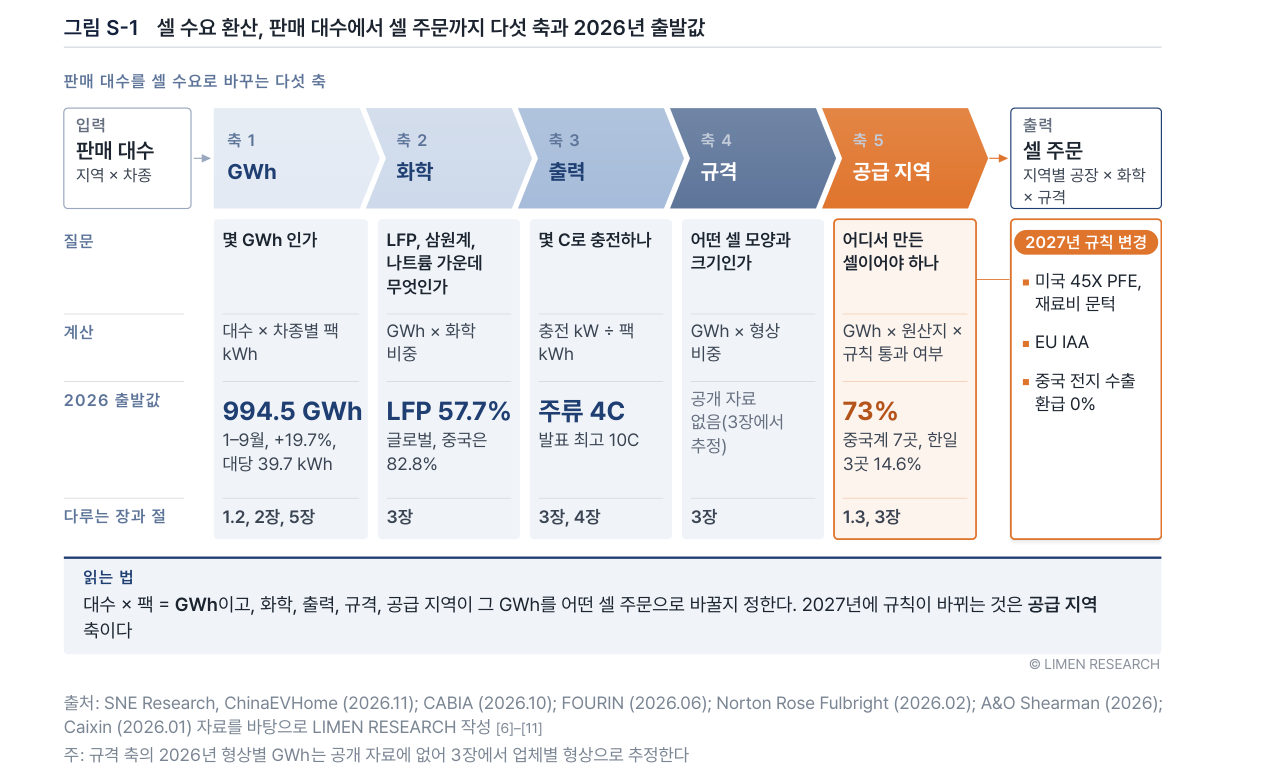 그림 S-1 셀 수요 환산, 판매 대수에서 셀 주문까지 다섯 축과 2026년 출발값
판매 대수를 셀 수요로 바꾸는 다섯 축
입력
판매 대수
지역 × 차종
축 1
GWh
축 2
화학
축 3
출력
축 4
규격
축 5
공급 지역
출력
셀 주문
지역별 공장 × 화학
× 규격
질문
몇 GWh 인가
LFP, 삼원계,
나트륨 가운데
무엇인가
몇 C로 충전하나
어떤 셀 모양과
크기인가
어디서 만든
셀이어야 하나
계산
대수 × 차종별 팩
kWh
GWh × 화학
비중
충전 kW ÷ 팩
kWh
GWh × 형상
비중
GWh × 원산지 ×
규칙 통과 여부
2026 출발값
994.5 GWh
1–9월, +19.7%,
대당 39.7 kWh
LFP 57.7%
글로벌, 중국은
82.8%
주류 4C
발표 최고 10C
공개 자료
없음(3장에서
추정)
73%
중국계 7곳, 한일
3곳 14.6%
다루는 장과 절
1.2, 2장, 5장
3장
3장, 4장
3장
1.3, 3장
2027년 규칙 변경
미국 45X PFE,
재료비 문턱
EU IAA
중국 전지 수출
환급 0%
읽는 법
대수 × 팩 = GWh이고, 화학, 출력, 규격, 공급 지역이 그 GWh를 어떤 셀 주문으로 바꿀지 정한다. 2027년에 규칙이 바뀌는 것은 공급 지역
축이다
© LIMEN RESEARCH
출처: SNE Research, ChinaEVHome (2026.11); CABIA (2026.10); FOURIN (2026.06); Norton Rose Fulbright (2026.02); A&O Shearman (2026);
Caixin (2026.01) 자료를 바탕으로 LIMEN RESEARCH 작성 [6]–[11]
주: 규격 축의 2026년 형상별 GWh는 공개 자료에 없어 3장에서 업체별 형상으로 추정한다